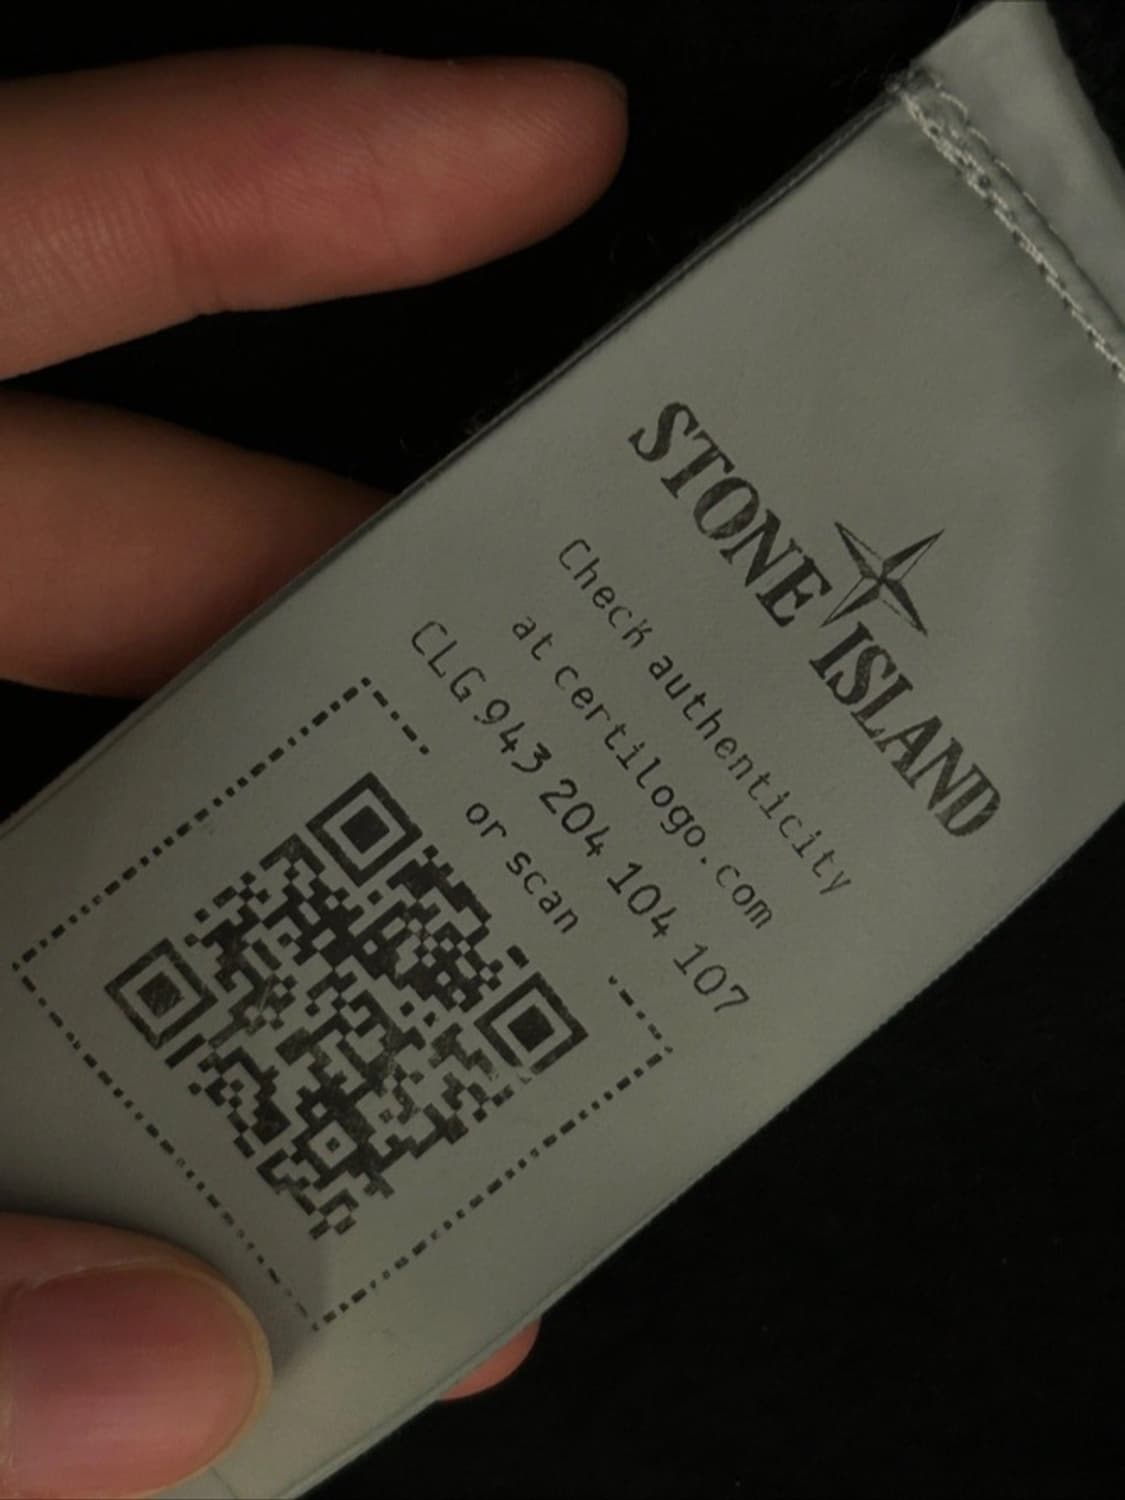 STONE ISLAND
Check authenticity
at certilogo.com
CLG 943 204 104 107
or scan